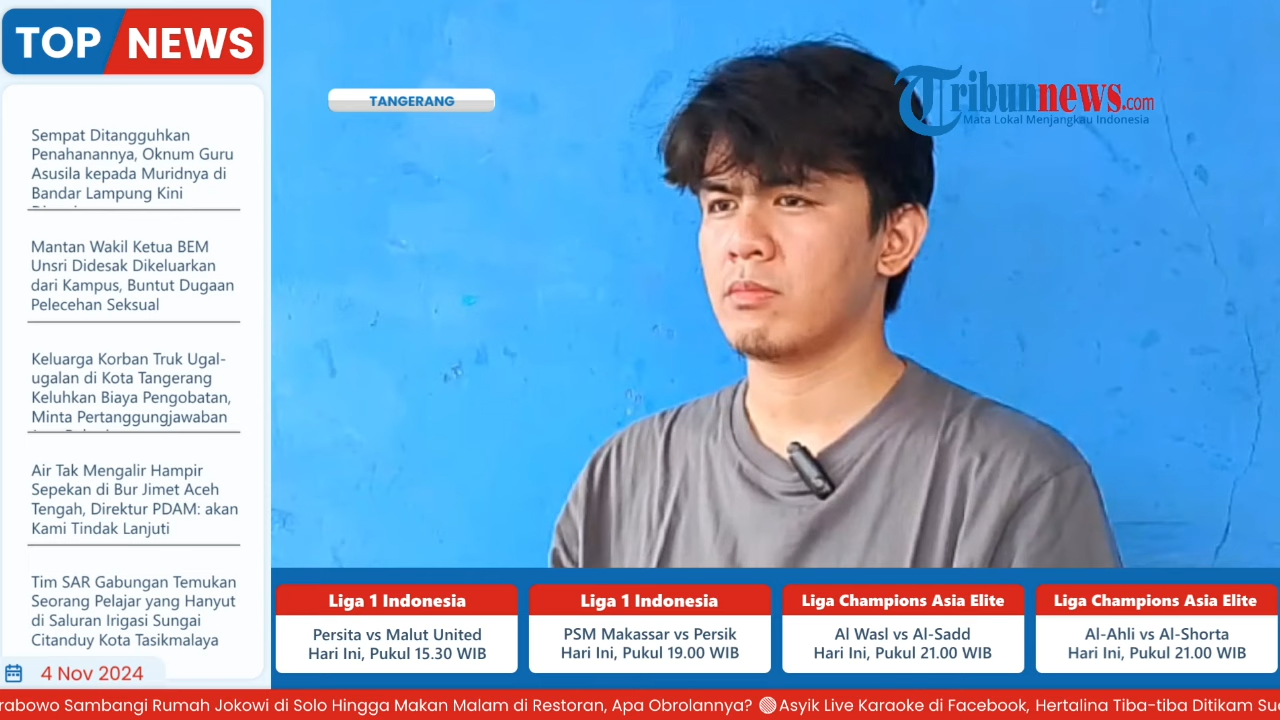 TOP NEWS
Sempat Ditangguhkan
Penahanannya, Oknum Guru
Asusila kepada Muridnya di
Bandar Lampung Kini
Mantan Wakil Ketua BEM
Unsri Didesak Dikeluarkan
dari Kampus, Buntut Dugaan
Pelecehan Seksual
Keluarga Korban Truk Ugal-
ugalan di Kota Tangerang
Keluhkan Biaya Pengobatan,
Minta Pertanggungjawaban
Air Tak Mengalir Hampir
Sepekan di Bur Jimet Aceh
Tengah, Direktur PDAM: akan
Kami Tindak Lanjuti
Tim SAR Gabungan Temukan
Seorang Pelajar yang Hanyut
di Saluran Irigasi Sungai
Citanduy Kota Tasikmalaya
4 Nov 2024
TANGERANG
Tribunnews.com
Mata Lokal Menjangkau Indonesia
Liga 1 Indonesia
Persita vs Malut United
Hari Ini, Pukul 15.30 WIB
Liga 1 Indonesia
PSM Makassar vs Persik
Hari Ini, Pukul 19.00 WIB
Liga Champions Asia Elite
Al Wasl vs Al-Sadd
Hari Ini, Pukul 21.00 WIB
Liga Champions Asia Elite
Al-Ahli vs Al-Shorta
Hari Ini, Pukul 21.00 WIB
rabowo Sambangi Rumah Jokowi di Solo Hingga Makan Malam di Restoran, Apa Obrolannya? Asyik Live Karaoke di Facebook, Hertalina Tiba-tiba Ditikam Su